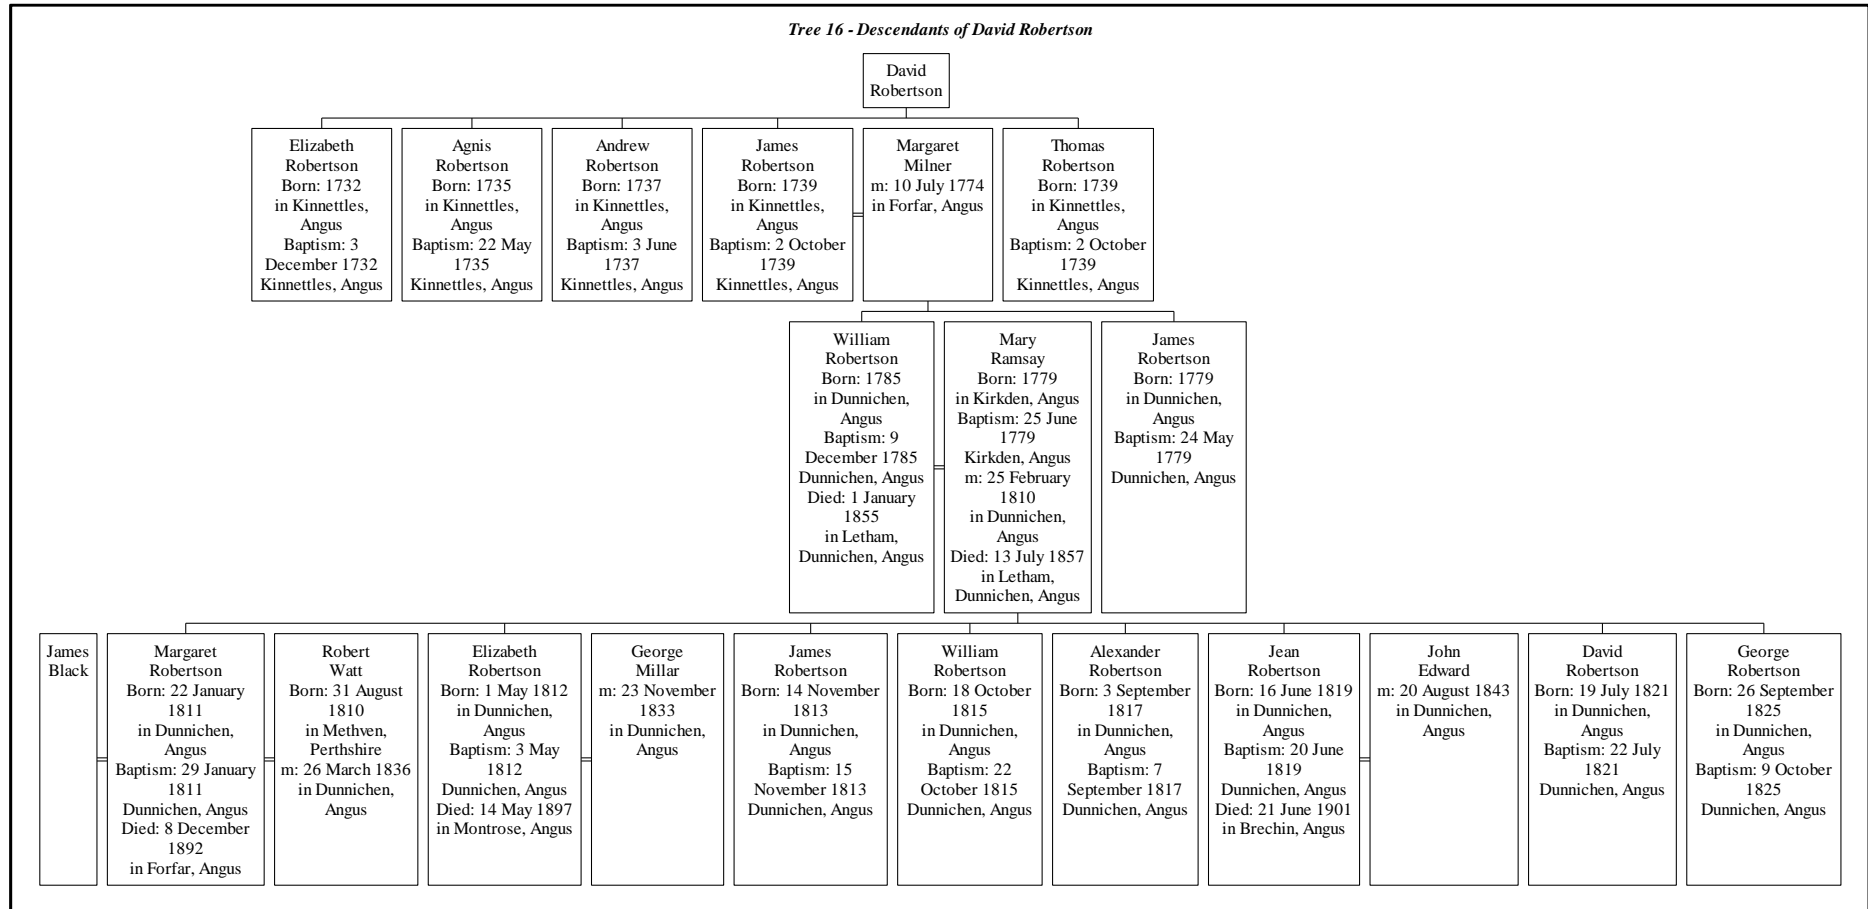 Tree 16 - Descendants of David Robertson
David
Robertson
Elizabeth
Robertson
Born: 1732
in Kinnettles,
Angus
Baptism: 3
December 1732
Kinnettles, Angus
Agnis
Robertson
Born: 1735
in Kinnettles,
Angus
Baptism: 22 May
1735
Kinnettles, Angus
Andrew
Robertson
Born: 1737
in Kinnettles,
Angus
Baptism: 3 June
1737
Kinnettles, Angus
James
Robertson
Born: 1739
in Kinnettles,
Angus
Baptism: 2 October
1739
Kinnettles, Angus
Margaret
Milner
m: 10 July 1774
in Forfar, Angus
Thomas
Robertson
Born: 1739
in Kinnettles,
Angus
Baptism: 2 October
1739
Kinnettles, Angus
William
Robertson
Born: 1785
in Dunnichen,
Angus
Baptism: 9
December 1785
Dunnichen, Angus
Died: 1 January
1855
in Letham,
Dunnichen, Angus
Mary
Ramsay
Born: 1779
in Kirkden, Angus
Baptism: 25 June
1779
Kirkden, Angus
m: 25 February
1810
in Dunnichen,
Angus
Died: 13 July 1857
in Letham,
Dunnichen, Angus
James
Robertson
Born: 1779
in Dunnichen,
Angus
Baptism: 24 May
1779
Dunnichen, Angus
James
Black
Margaret
Robertson
Born: 22 January
1811
in Dunnichen,
Angus
Baptism: 29 January
1811
Dunnichen, Angus
Died: 8 December
1892
in Forfar, Angus
Robert
Watt
Born: 31 August
1810
in Methven,
Perthshire
m: 26 March 1836
in Dunnichen,
Angus
Elizabeth
Robertson
Born: 1 May 1812
in Dunnichen,
Angus
Baptism: 3 May
1812
Dunnichen, Angus
Died: 14 May 1897
in Montrose, Angus
George
Millar
m: 23 November
1833
in Dunnichen,
Angus
James
Robertson
Born: 14 November
1813
in Dunnichen,
Angus
Baptism: 15
November 1813
Dunnichen, Angus
William
Robertson
Born: 18 October
1815
in Dunnichen,
Angus
Baptism: 22
October 1815
Dunnichen, Angus
Alexander
Robertson
Born: 3 September
1817
in Dunnichen,
Angus
Baptism: 7
September 1817
Dunnichen, Angus
Jean
Robertson
Born: 16 June 1819
in Dunnichen,
Angus
Baptism: 20 June
1819
Dunnichen, Angus
Died: 21 June 1901
in Brechin, Angus
John
Edward
m: 20 August 1843
in Dunnichen,
Angus
David
Robertson
Born: 19 July 1821
in Dunnichen,
Angus
Baptism: 22 July
1821
Dunnichen, Angus
George
Robertson
Born: 26 September
1825
in Dunnichen,
Angus
Baptism: 9 October
1825
Dunnichen, Angus